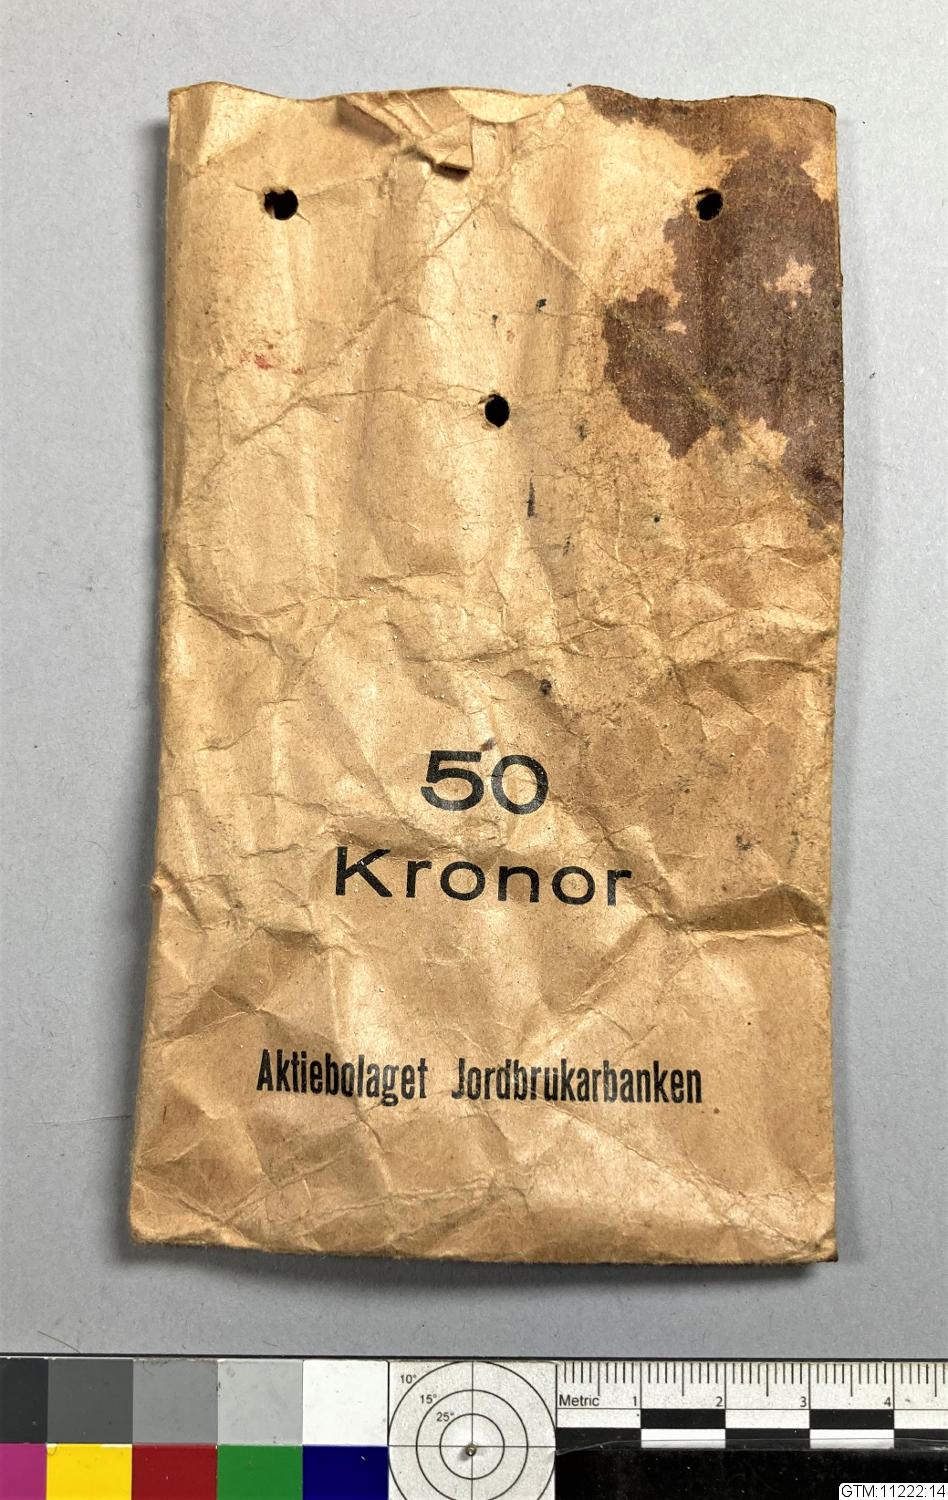 50
Kronor
Aktiebolaget Jordbrukarbanken
10°
15°
25°
Metric 1 2 3 4
GTM:11222:14